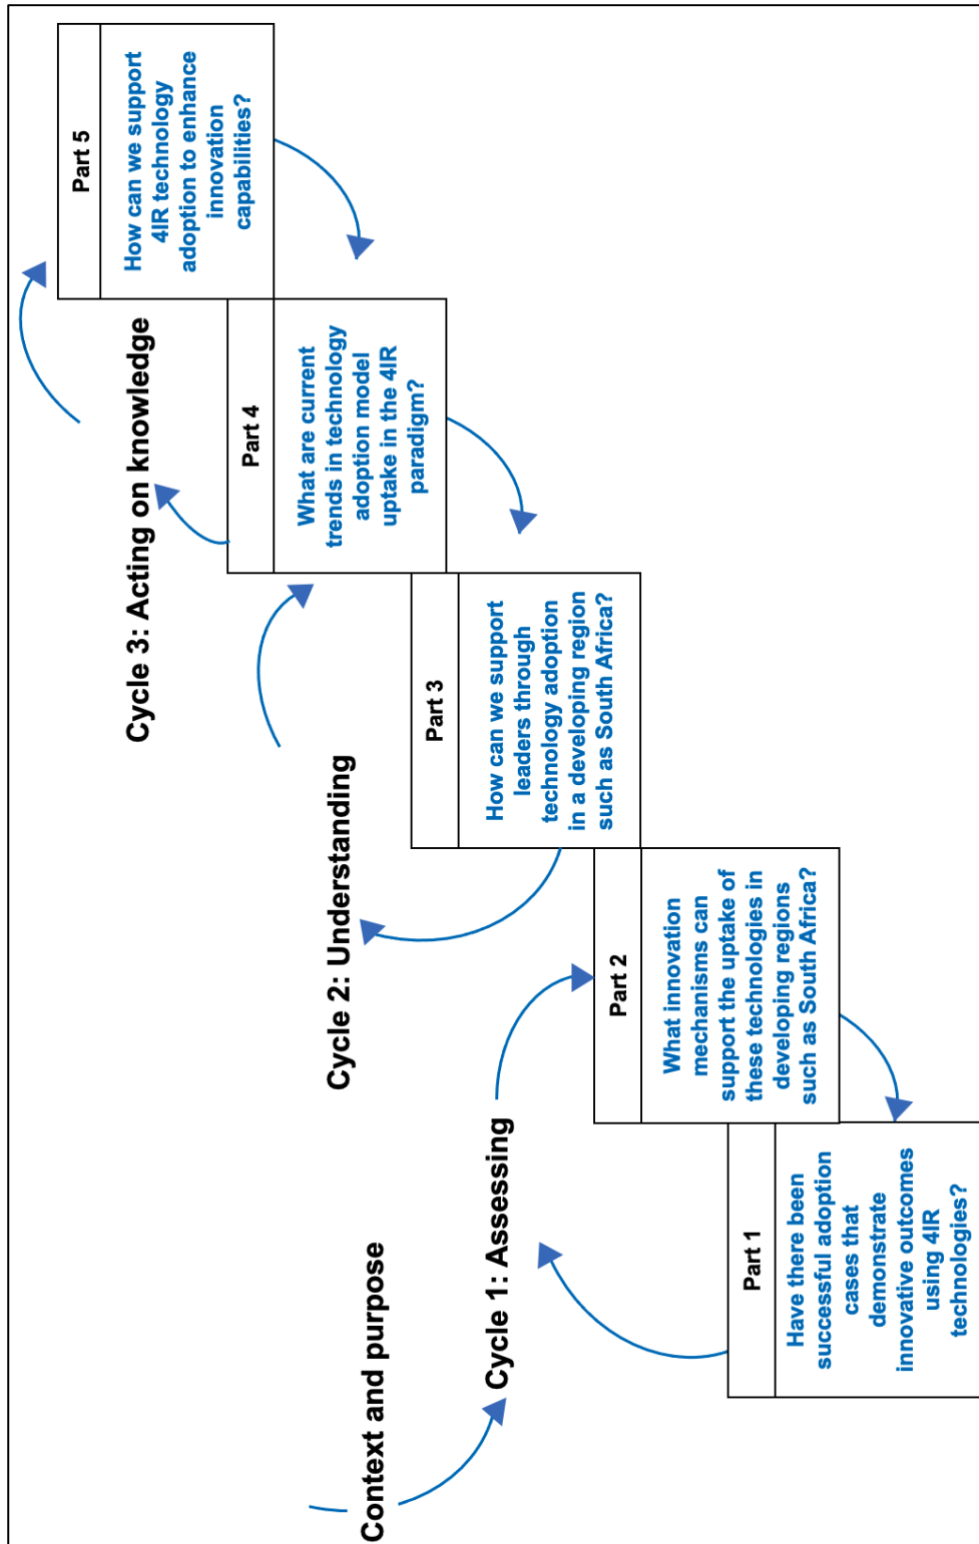 Context and purpose
Cycle 1: Assessing
Cycle 2: Understanding
Cycle 3: Acting on knowledge
Part 1
Have there been
successful adoption
cases that
demonstrate
innovative outcomes
using 4IR
technologies?
Part 2
What innovation
mechanisms can
support the uptake of
these technologies in
developing regions
such as South Africa?
Part 3
How can we support
leaders through
technology adoption
in a developing region
such as South Africa?
Part 4
What are current
trends in technology
adoption model
uptake in the 4IR
paradigm?
Part 5
How can we support
4IR technology
adoption to enhance
innovation
capabilities?